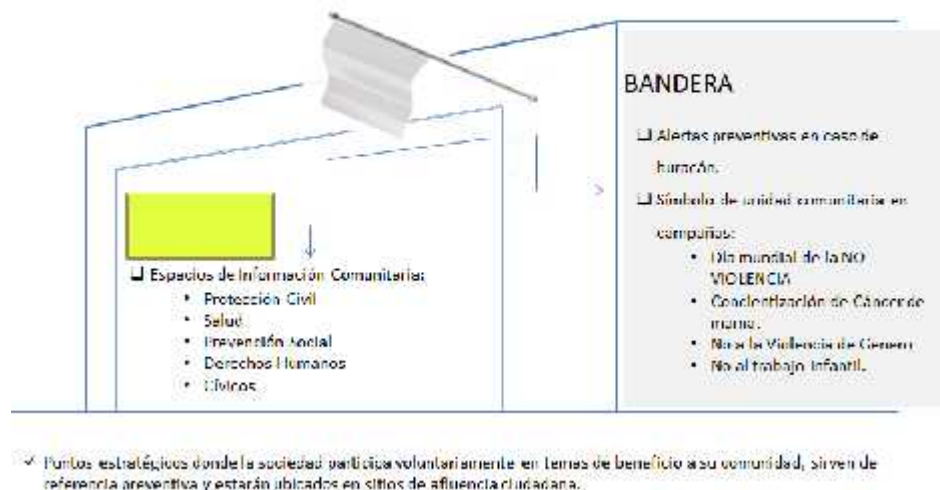 BANDERA
❑ Alertas preventivas en caso de
huracán.
❑ Símbolo de unidad comunitaria en
campañas:
• Día mundial de la NO
VIOLENCIA
• Concientización de Cáncer de
mama.
• No a la Violencia de Genero
• No al trabajo Infantil.
❑ Espacios de Información Comunitaria:
• Protección Civil
• Salud
• Prevención Social
• Derechos Humanos
• Cívicos
✓ Puntos estratégicos donde la sociedad participa voluntariamente en temas de beneficio a su comunidad, sirven de
referencia preventiva y estarán ubicados en sitios de afluencia ciudadana.